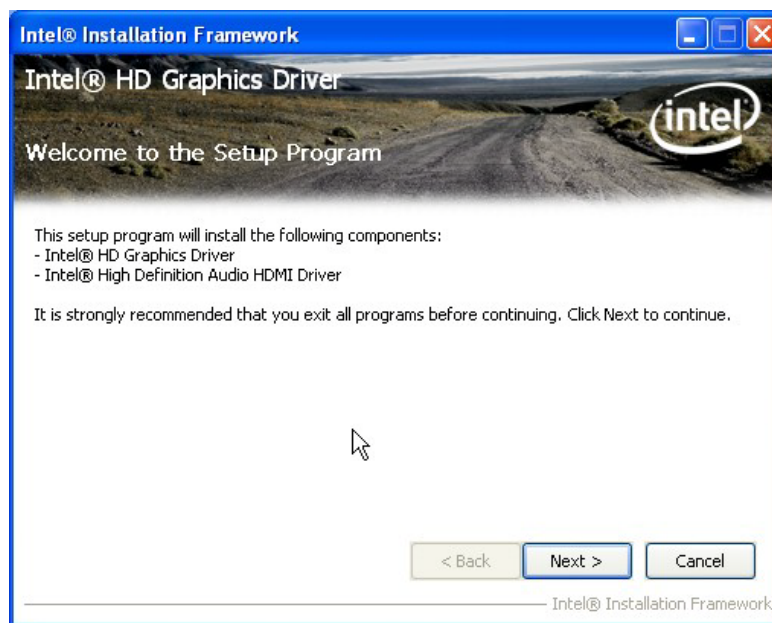 Intel® Installation Framework
Intel® HD Graphics Driver
intel
Welcome to the Setup Program
This setup program will install the following components:
- Intel® HD Graphics Driver
- Intel® High Definition Audio HDMI Driver
It is strongly recommended that you exit all programs before continuing. Click Next to continue.
< Back
Next >
Cancel
Intel® Installation Framework